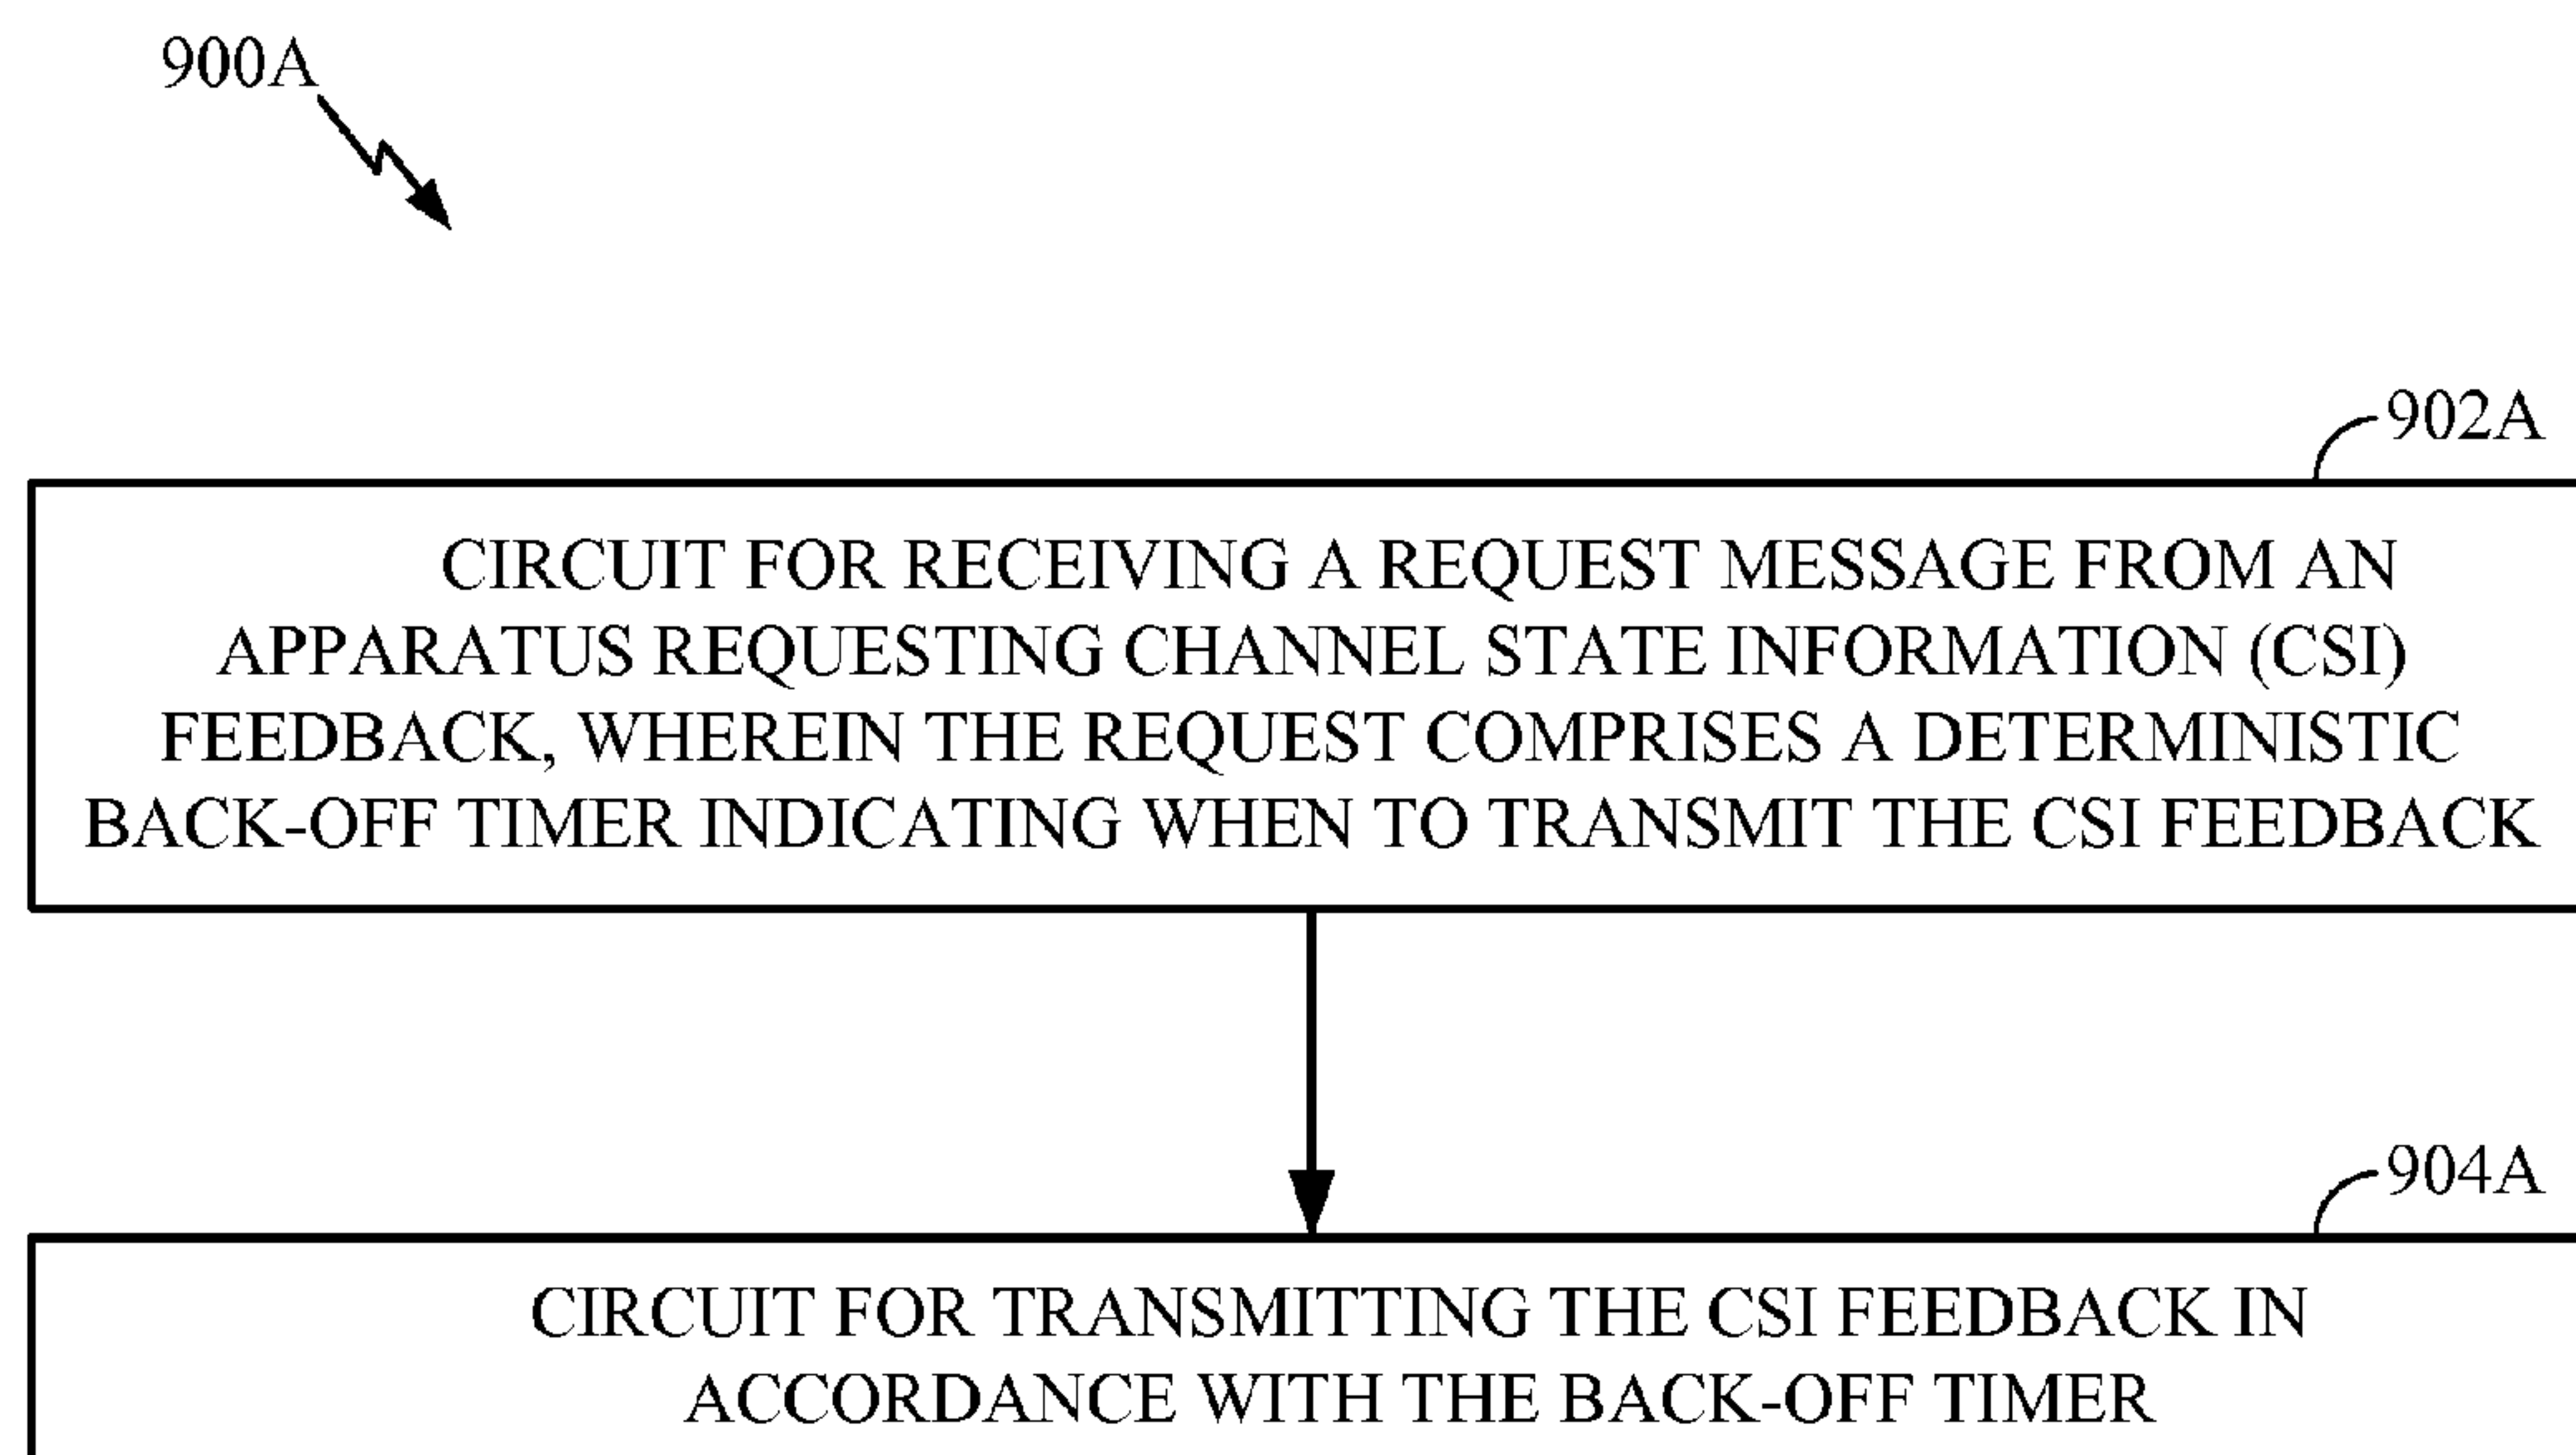 900A
902A
CIRCUIT FOR RECEIVING A REQUEST MESSAGE FROM AN
APPARATUS REQUESTING CHANNEL STATE INFORMATION (CSI)
FEEDBACK, WHEREIN THE REQUEST COMPRISES A DETERMINISTIC
BACK-OFF TIMER INDICATING WHEN TO TRANSMIT THE CSI FEEDBACK
904A
CIRCUIT FOR TRANSMITTING THE CSI FEEDBACK IN
ACCORDANCE WITH THE BACK-OFF TIMER